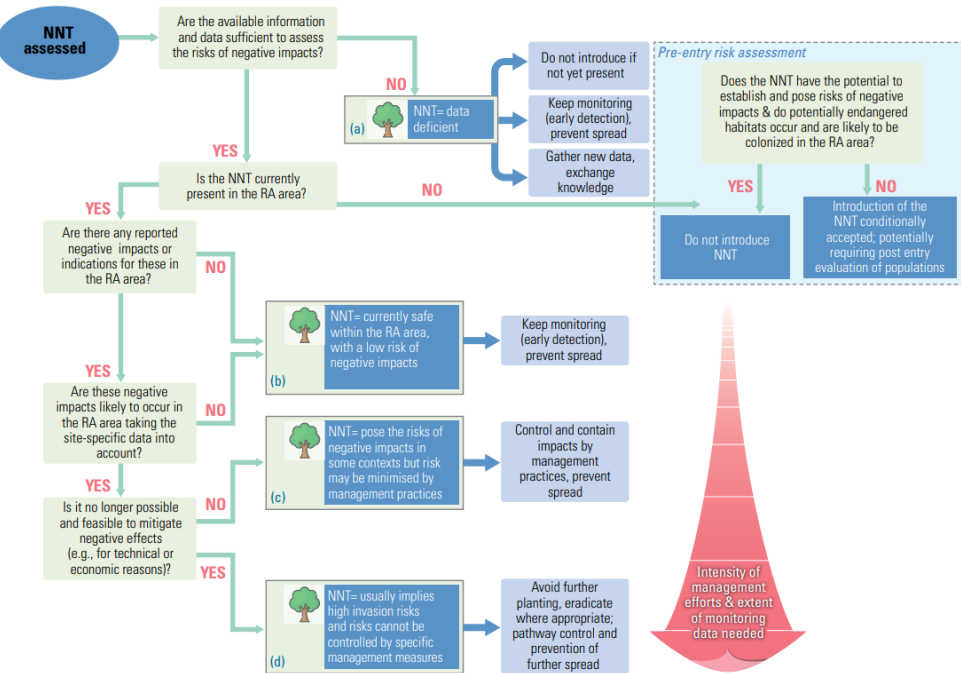 NNT
assessed
Are the available information
and data sufficient to assess
the risks of negative impacts?
NO
(a)
NNT= data
deficient
Do not introduce if
not yet present
Keep monitoring
(early detection),
prevent spread
Gather new data,
exchange
knowledge
Pre-entry risk assessment
Does the NNT have the potential to
establish and pose risks of negative
impacts & do potentially endangered
habitats occur and are likely to be
colonized in the RA area?
YES
NO
Do not introduce
NNT
Introduction of the
NNT conditionally
accepted; potentially
requiring post entry
evaluation of populations
YES
Is the NNT currently
present in the RA area?
NO
YES
Are there any reported
negative impacts or
indications for these in
the RA area?
NO
(b)
NNT= currently safe
within the RA area,
with a low risk of
negative impacts
Keep monitoring
(early detection),
prevent spread
YES
Are these negative
impacts likely to occur in
the RA area taking the
site-specific data into
account?
NO
(c)
NNT= pose the risks of
negative impacts in
some contexts but risk
may be minimised by
management practices
Control and contain
impacts by
management
practices, prevent
spread
YES
Is it no longer possible
and feasible to mitigate
negative effects
(e.g., for technical or
economic reasons)?
NO
YES
(d)
NNT= usually implies
high invasion risks
and risks cannot be
controlled by specific
management measures
Avoid further
planting, eradicate
where appropriate;
pathway control and
prevention of
further spread
Intensity of
management
efforts & extent
of monitoring
data needed